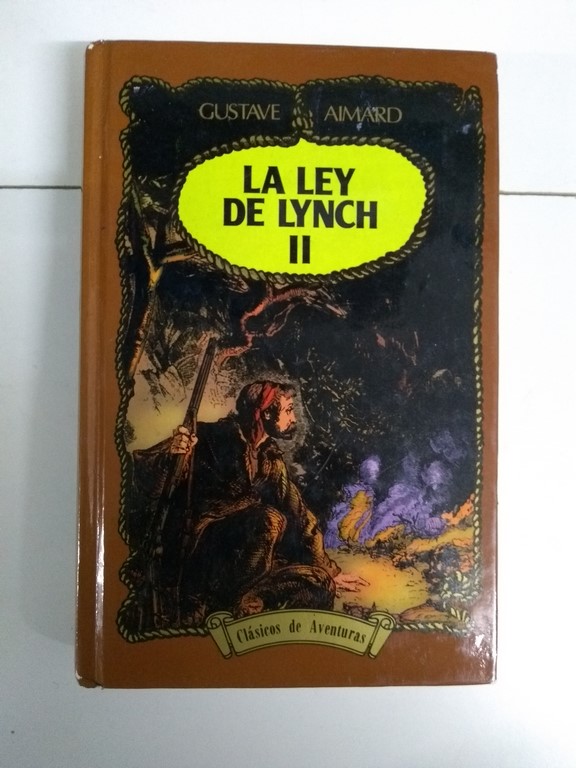 GUSTAVE AIMARD
LA LEY
DE LYNCH
II
Clásicos de Aventuras